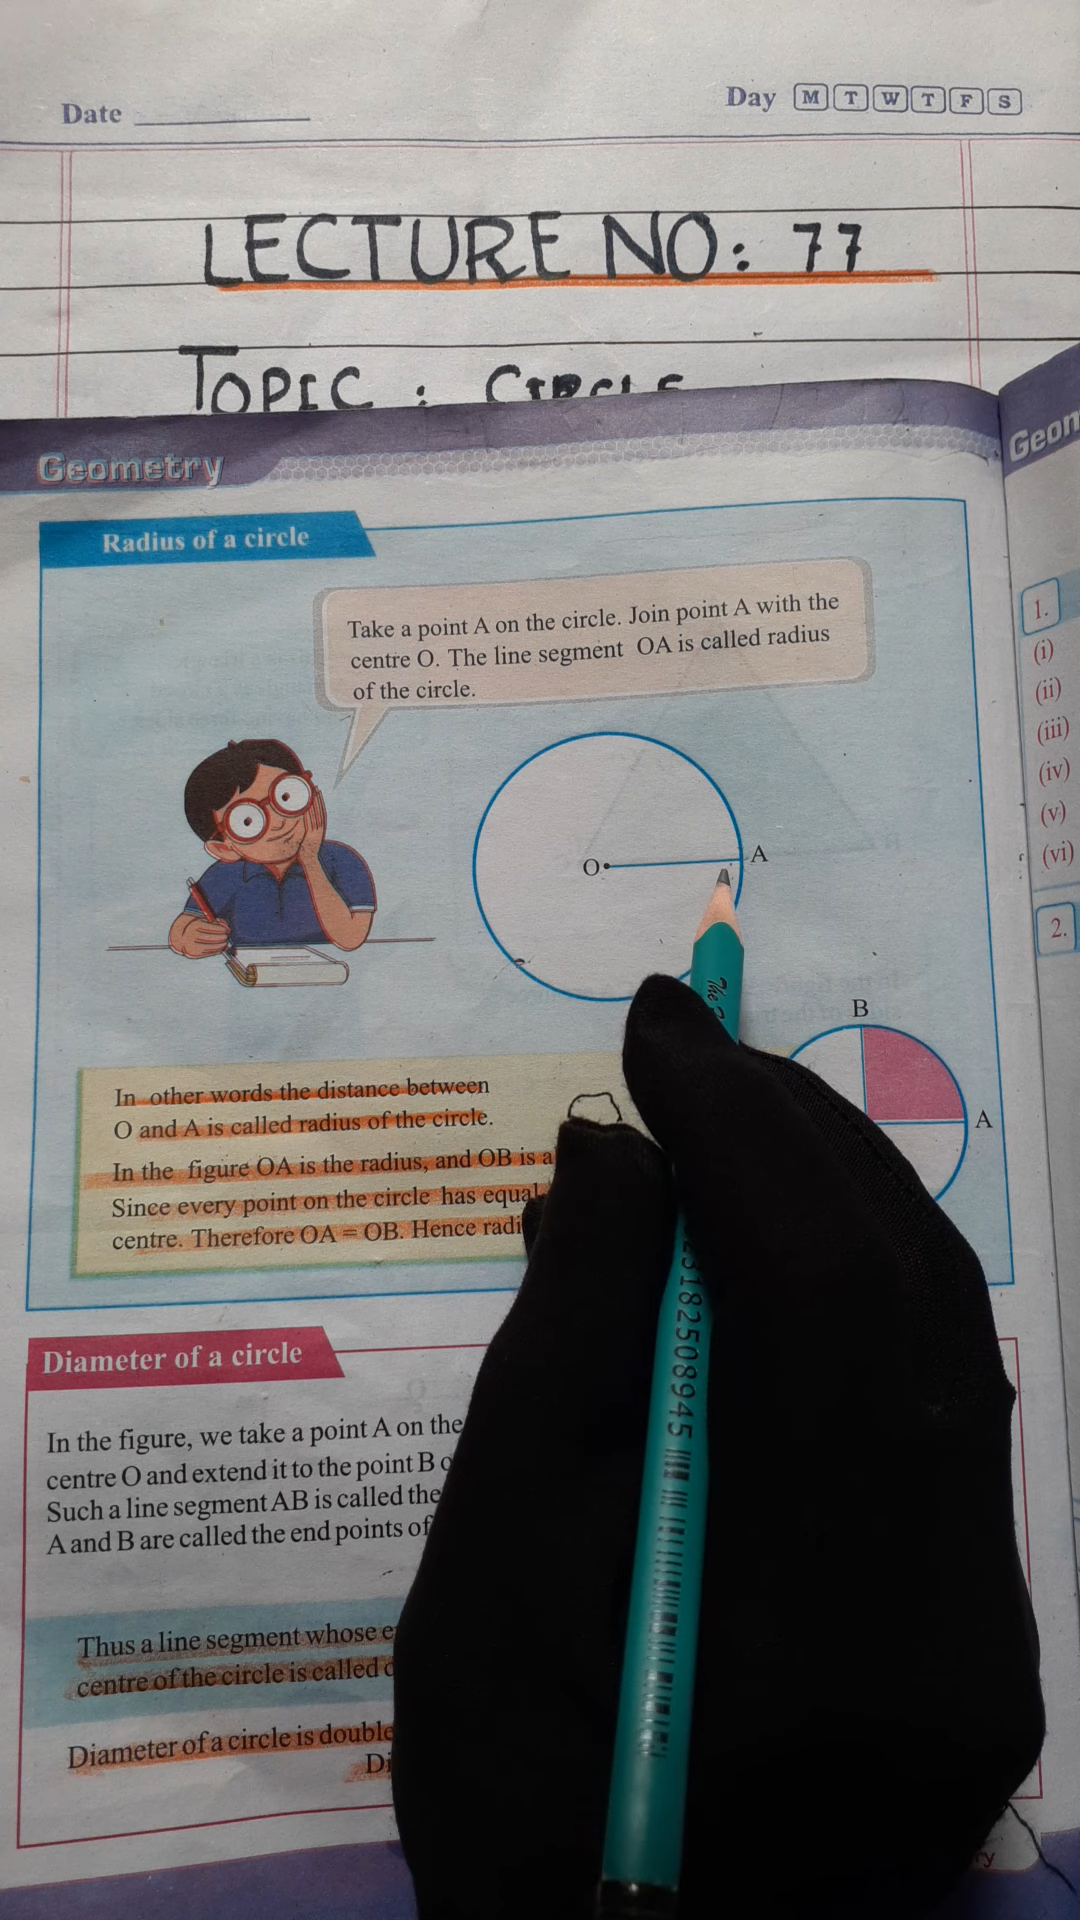 Date
Day M T W T F S
LECTURE NO: 77
TOPIC : CIRCLE
Geometry
Geon
Radius of a circle
Take a point A on the circle. Join point A with the
centre O. The line segment OA is called radius
of the circle.
O
A
B
A
In other words the distance between
O and A is called radius of the circle.
In the figure OA is the radius, and OB is a
Since every point on the circle has equal
centre. Therefore OA = OB. Hence radi
Diameter of a circle
In the figure, we take a point A on the
centre O and extend it to the point B
Such a line segment AB is called the
A and B are called the end points of
Thus a line segment whose e
centre of the circle is called
Diameter of a circle is double
Di
1.
(i)
(ii)
(iii)
(iv)
(v)
(vi)
2.
The
23182508945